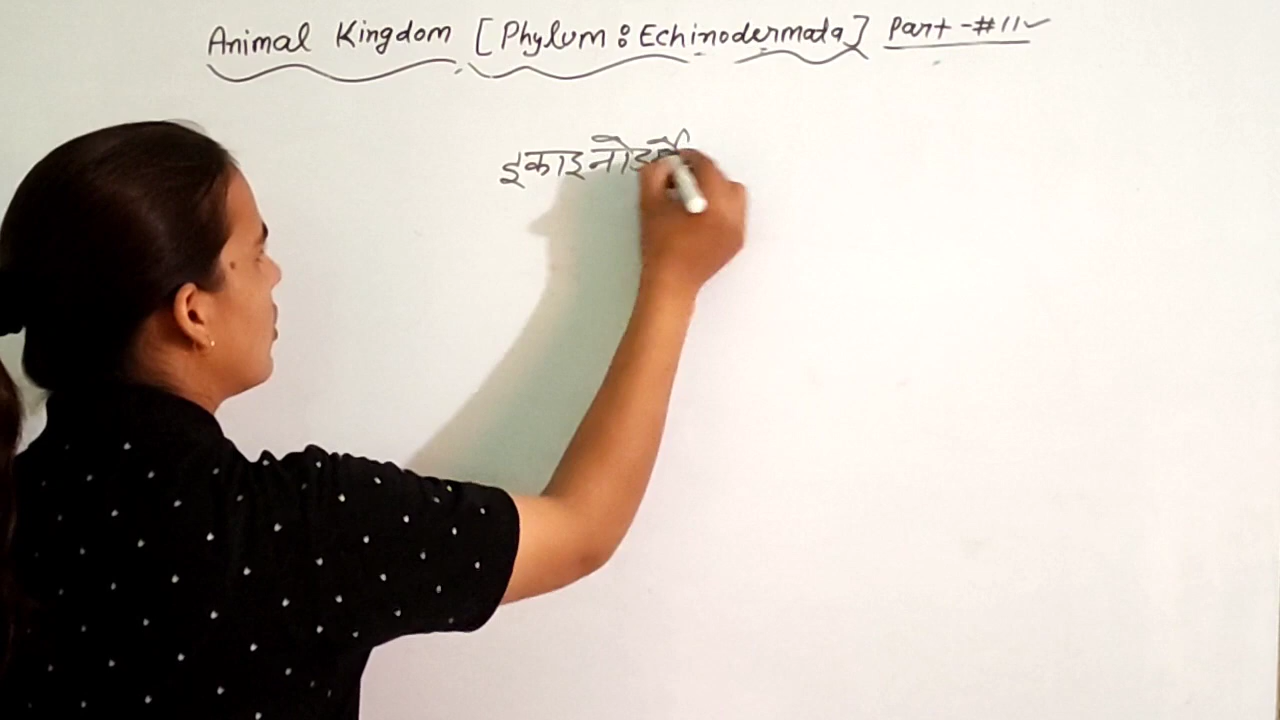 Animal Kingdom [Phylum : Echinodermata] Part -#11✓
इकाइनोडर्मे